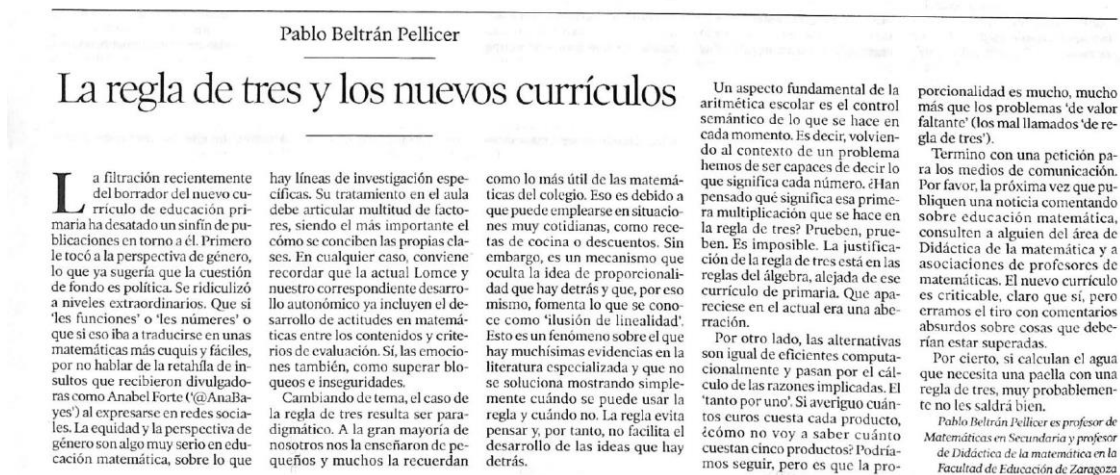 Pablo Beltrán Pellicer
La regla de tres y los nuevos currículos
La filtración recientemente
del borrador del nuevo cu-
rrículo de educación pri-
maria ha desatado un sinfín de pu-
blicaciones en torno a él. Primero
le tocó a la perspectiva de género,
lo que ya sugería que la cuestión
de fondo es política. Se ridiculizó
a niveles extraordinarios. Que si
'les funciones' o 'les númeres' o
que si eso iba a traducirse en unas
matemáticas más cuquis y fáciles,
por no hablar de la retahíla de in-
sultos que recibieron divulgado-
ras como Anabel Forte ('@AnaBa-
yes') al expresarse en redes socia-
les. La equidad y la perspectiva de
género son algo muy serio en edu-
cación matemática, sobre lo que
hay líneas de investigación espe-
cíficas. Su tratamiento en el aula
debe articular multitud de facto-
res, siendo el más importante el
cómo se conciben las propias cla-
ses. En cualquier caso, conviene
recordar que la actual Lomce y
nuestro correspondiente desarro-
llo autonómico ya incluyen el de-
sarrollo de actitudes en matemá-
ticas entre los contenidos y crite-
rios de evaluación. Sí, las emocio-
nes también, como superar blo-
queos e inseguridades.
Cambiando de tema, el caso de
la regla de tres resulta ser para-
digmático. A la gran mayoría de
nosotros nos la enseñaron de pe-
queños y muchos la recuerdan
como lo más útil de las matemá-
ticas del colegio. Eso es debido a
que puede emplearse en situacio-
nes muy cotidianas, como rece-
tas de cocina o descuentos. Sin
embargo, es un mecanismo que
oculta la idea de proporcionali-
dad que hay detrás y que, por eso
mismo, fomenta lo que se cono-
ce como 'ilusión de linealidad'.
Esto es un fenómeno sobre el que
hay muchísimas evidencias en la
literatura especializada y que no
se soluciona mostrando simple-
mente cuándo se puede usar la
regla y cuándo no. La regla evita
pensar y, por tanto, no facilita el
desarrollo de las ideas que hay
detrás.
Un aspecto fundamental de la
aritmética escolar es el control
semántico de lo que se hace en
cada momento. Es decir, volvien-
do al contexto de un problema
hemos de ser capaces de decir lo
que significa cada número. ¿Han
pensado qué significa esa prime-
ra multiplicación que se hace en
la regla de tres? Prueben, prue-
ben. Es imposible. La justifica-
ción de la regla de tres está en las
reglas del álgebra, alejada de ese
currículo de primaria. Que apa-
reciese en el actual era una abe-
rración.
Por otro lado, las alternativas
son igual de eficientes computa-
cionalmente y pasan por el cál-
culo de las razones implicadas. El
'tanto por uno'. Si averiguo cuán-
tos euros cuesta cada producto,
¿cómo no voy a saber cuánto
cuestan cinco productos? Podría-
mos seguir, pero es que la pro-
porcionalidad es mucho, mucho
más que los problemas 'de valor
faltante' (los mal llamados 'de re-
gla de tres').
Termino con una petición pa-
ra los medios de comunicación.
Por favor, la próxima vez que pu-
bliquen una noticia comentando
sobre educación matemática,
consulten a alguien del área de
Didáctica de la matemática y a
asociaciones de profesores de
matemáticas. El nuevo currículo
es criticable, claro que sí, pero
erramos el tiro con comentarios
absurdos sobre cosas que debe-
rían estar superadas.
Por cierto, si calculan el agua
que necesita una paella con una
regla de tres, muy probablemen-
te no les saldrá bien.
Pablo Beltrán Pellicer es profesor de
Matemáticas en Secundaria y profesor
de Didáctica de la matemática en la
Facultad de Educación de Zaragoza